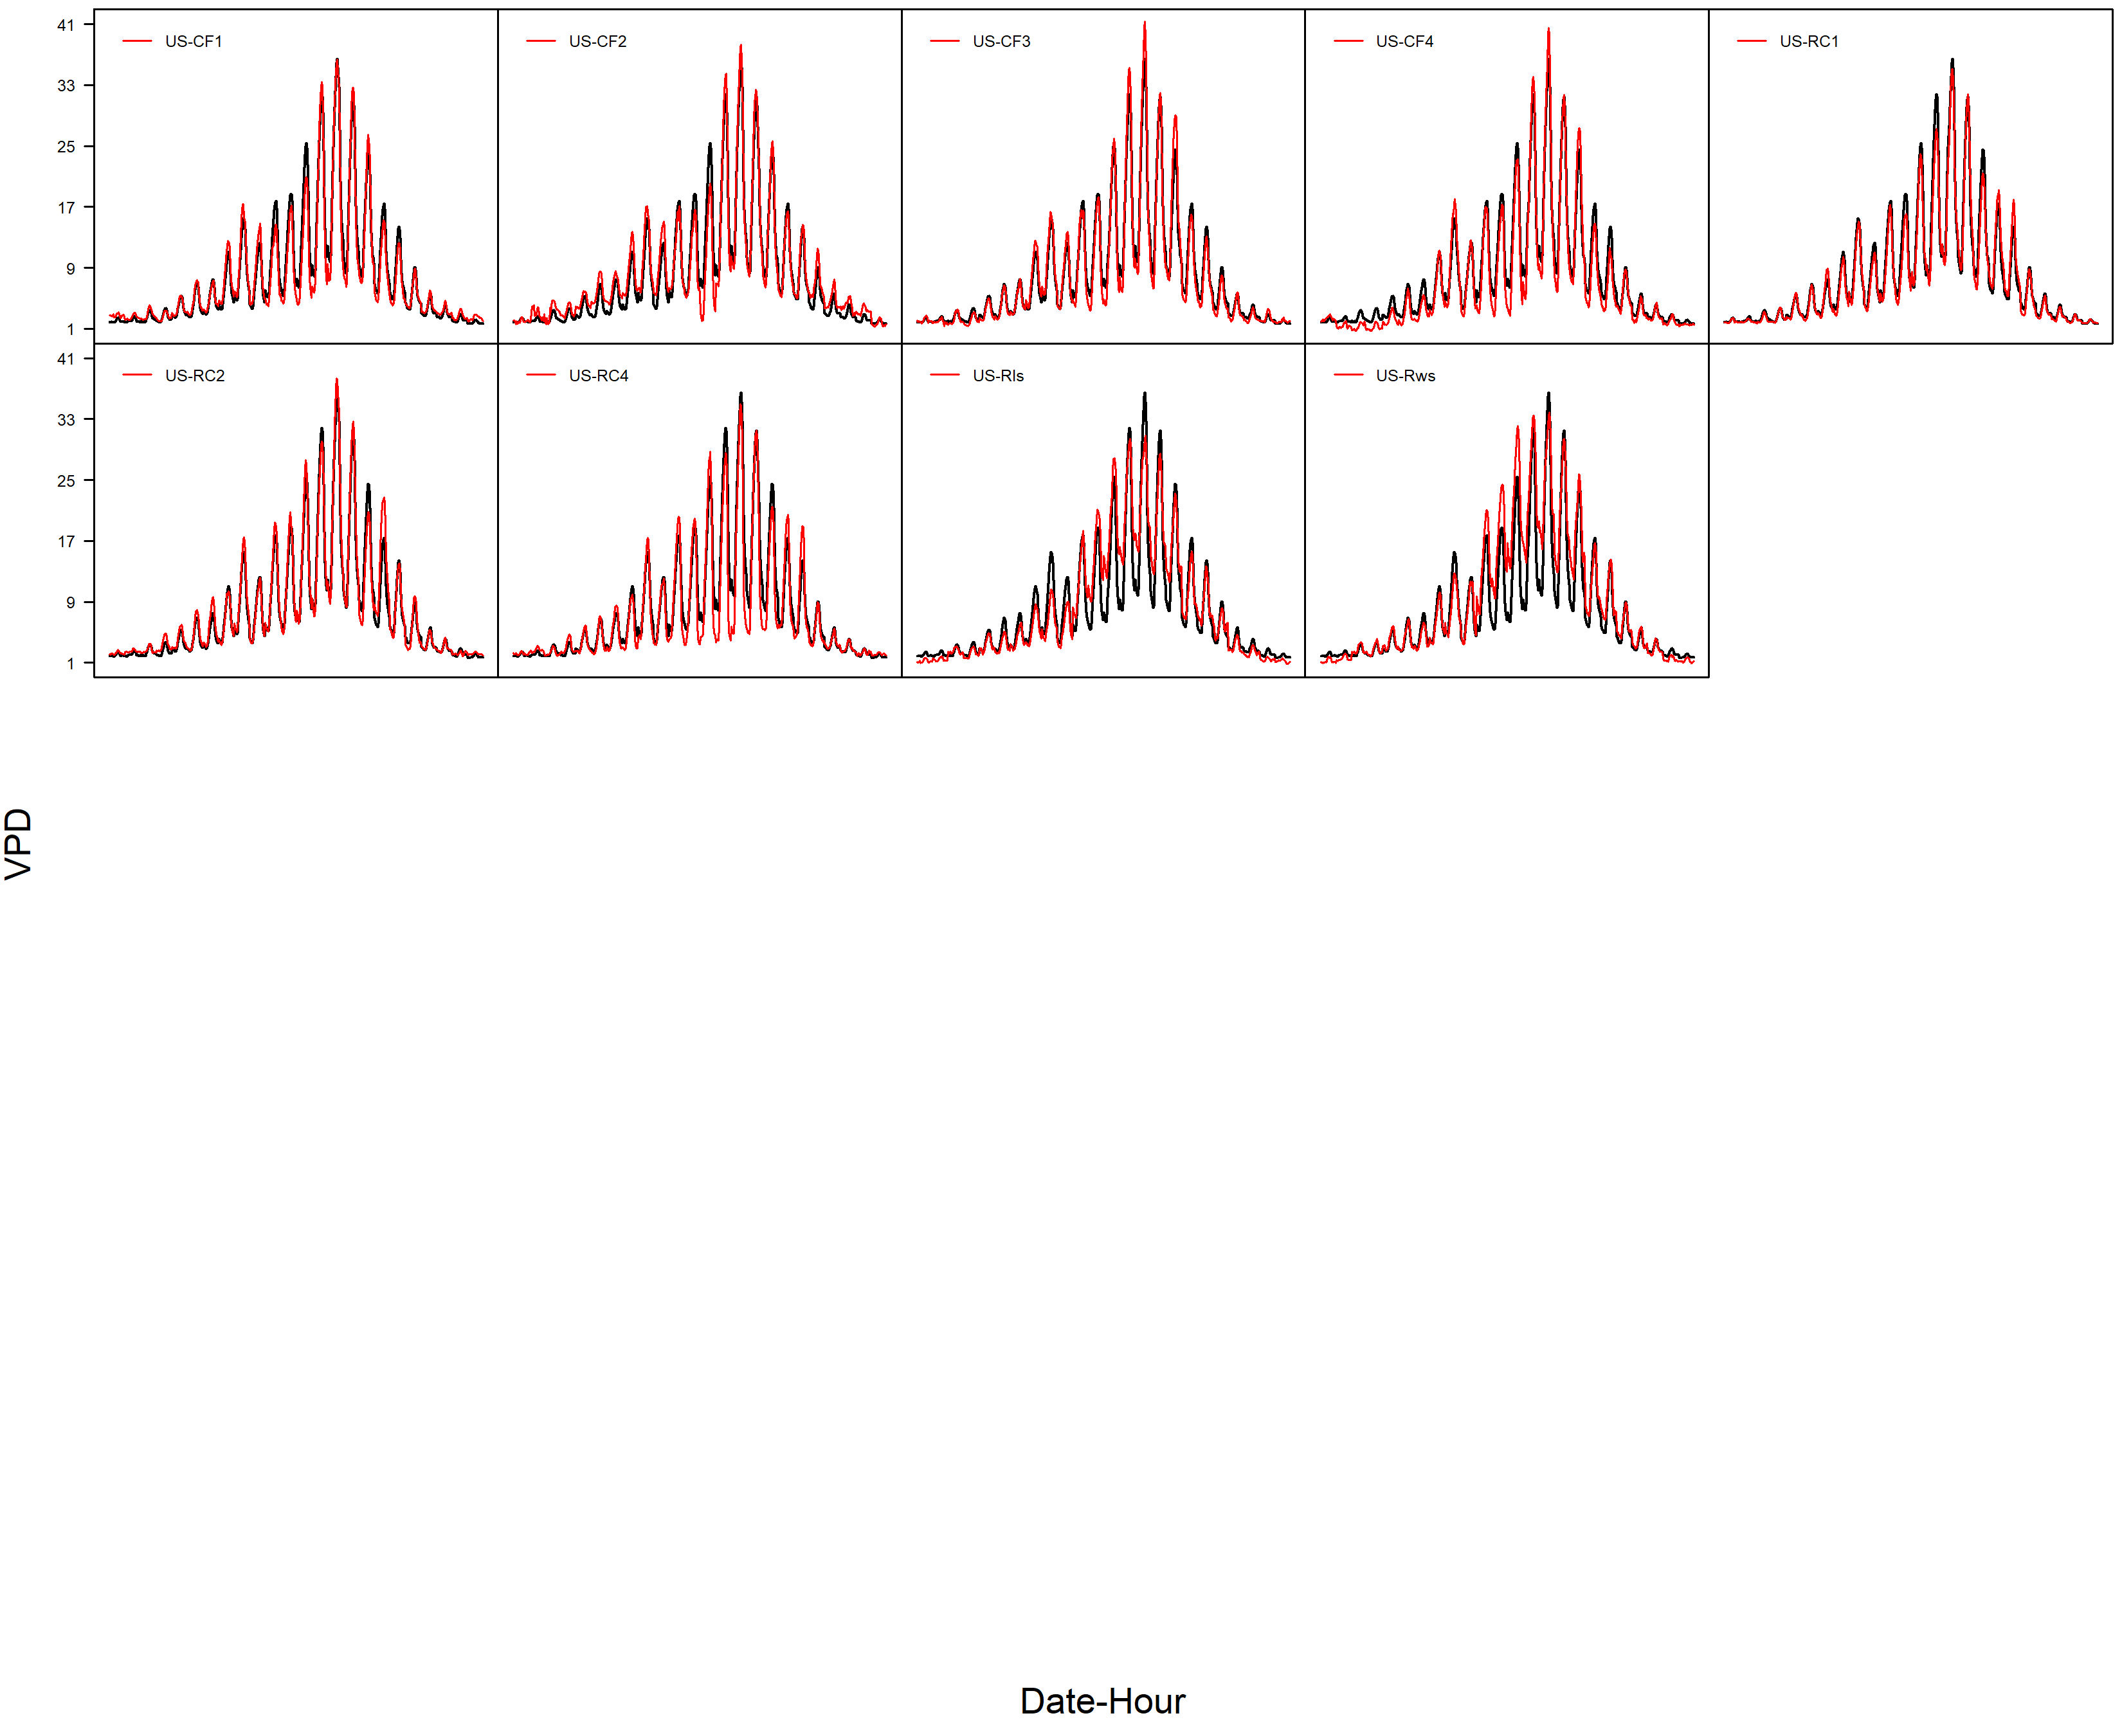 41
33
25
17
9
1
US-CF1
US-CF2
US-CF3
US-CF4
US-RC1
41
33
25
17
9
1
US-RC2
US-RC4
US-Rls
US-Rws
VPD
Date-Hour